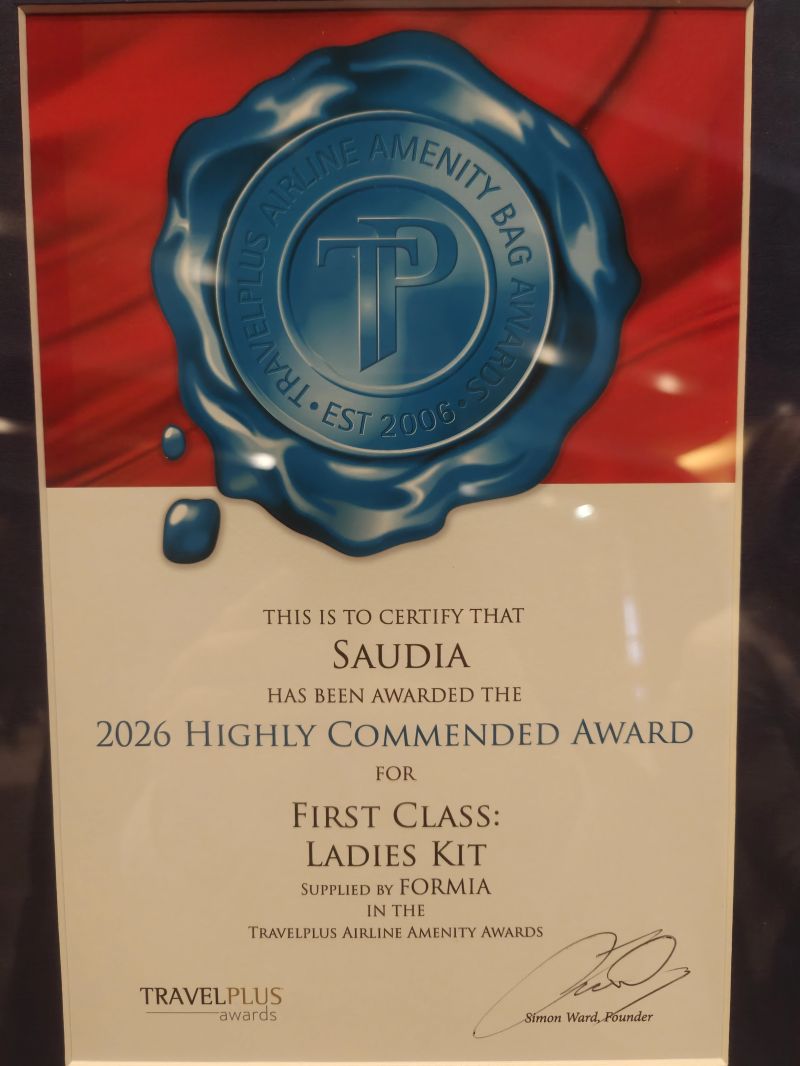 TRAVELPLUS AIRLINE AMENITY BAG AWARDS
TP
• EST 2006 •
THIS IS TO CERTIFY THAT
SAUDIA
HAS BEEN AWARDED THE
2026 HIGHLY COMMENDED AWARD
FOR
FIRST CLASS:
LADIES KIT
SUPPLIED BY FORMIA
IN THE
TRAVELPLUS AIRLINE AMENITY AWARDS
TRAVELPLUS
awards
Simon Ward, Founder